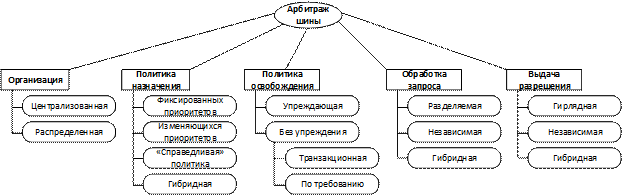 Арбитраж
шины
Организация
Централизованная
Распределенная
Политика
назначения
Фиксированных
приоритетов
Изменяющихся
приоритетов
«Справедливая»
политика
Гибридная
Политика
освобождения
Упреждающая
Без упреждения
Транзакционная
По требованию
Обработка
запроса
Разделяемая
Независимая
Гибридная
Выдача
разрешения
Гирлядная
Независимая
Гибридная